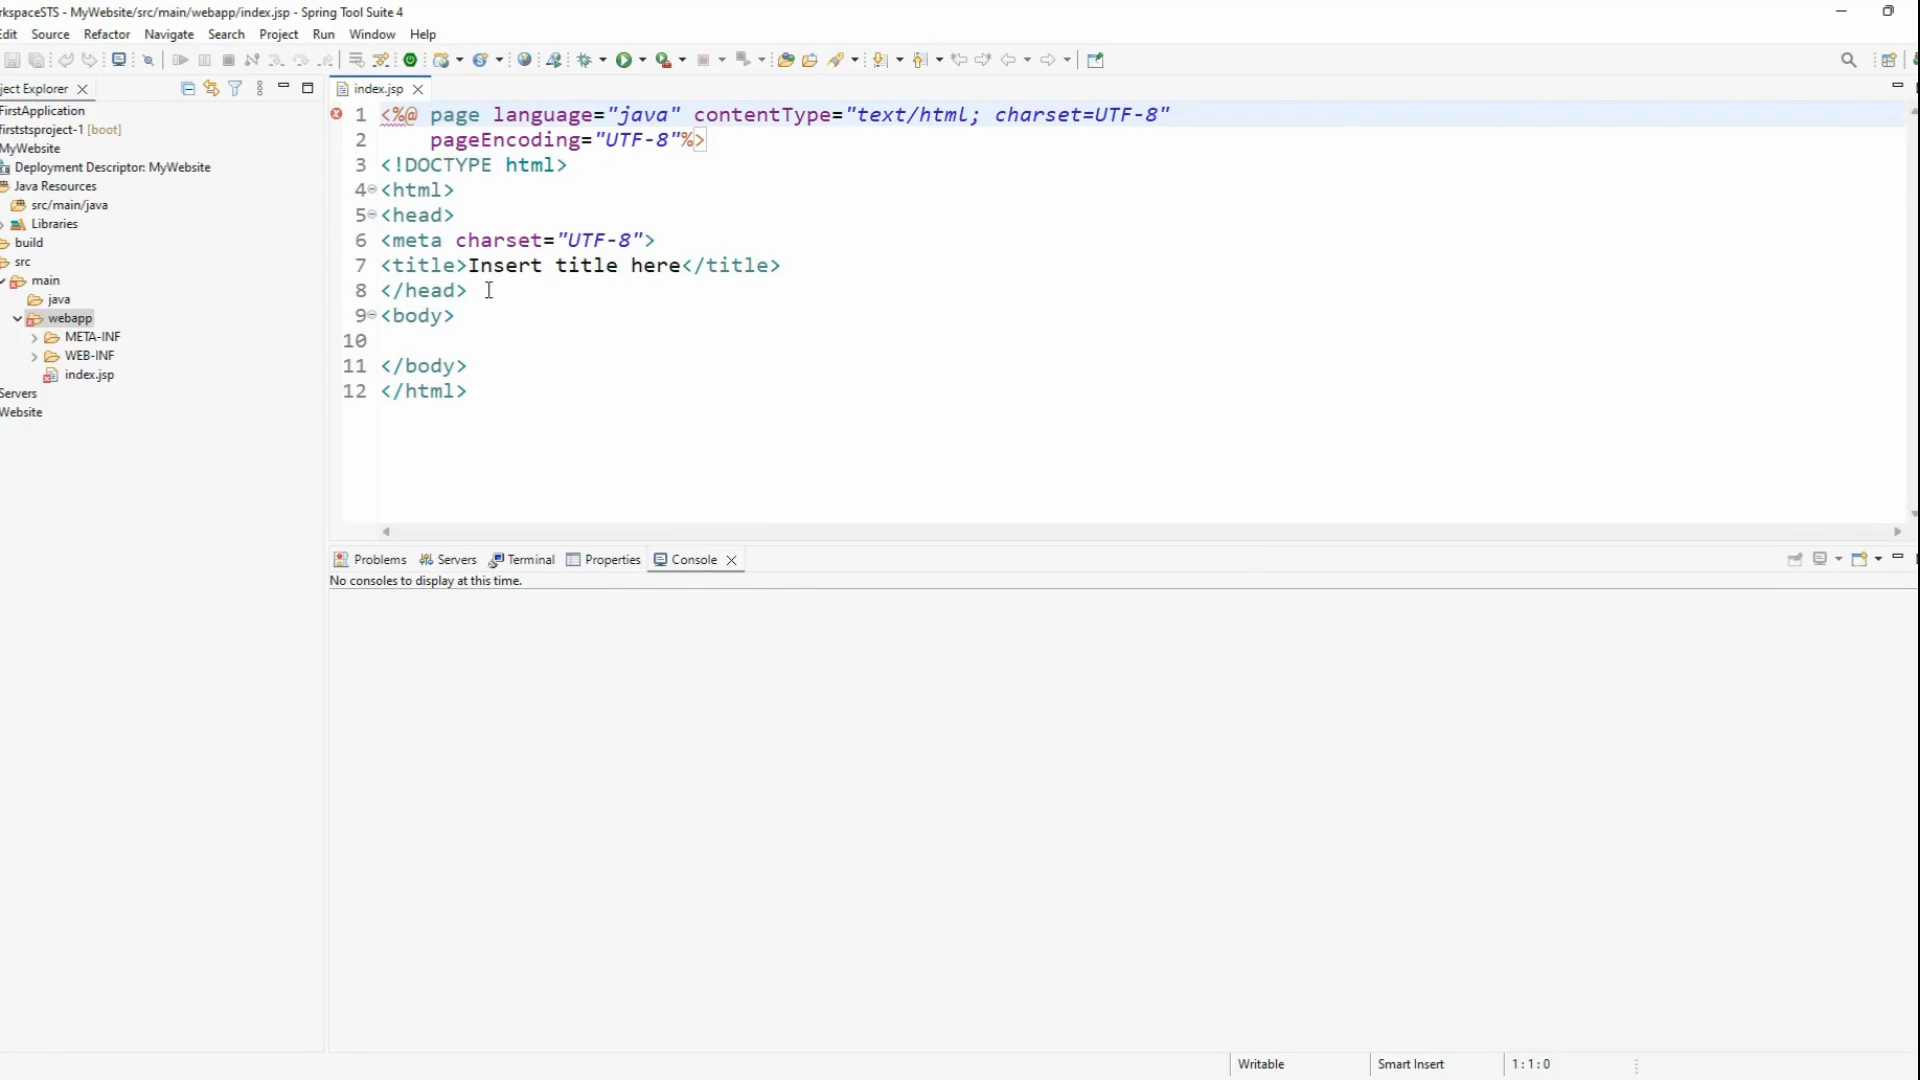 rkspaceSTS - MyWebsite/src/main/webapp/index.jsp - Spring Tool Suite 4
Edit Source Refactor Navigate Search Project Run Window Help
ject Explorer
index.jsp
FirstApplication
firststsproject-1 [boot]
MyWebsite
Deployment Descriptor: MyWebsite
Java Resources
src/main/java
Libraries
build
src
main
java
webapp
META-INF
WEB-INF
index.jsp
Servers
Website
1 <%@ page language="java" contentType="text/html; charset=UTF-8"
2 pageEncoding="UTF-8"%>
3 <!DOCTYPE html>
4 <html>
5 <head>
6 <meta charset="UTF-8">
7 <title>Insert title here</title>
8 </head>
9 <body>
10
11 </body>
12 </html>
Problems Servers Terminal Properties Console
No consoles to display at this time.
Writable Smart Insert 1 : 1 : 0